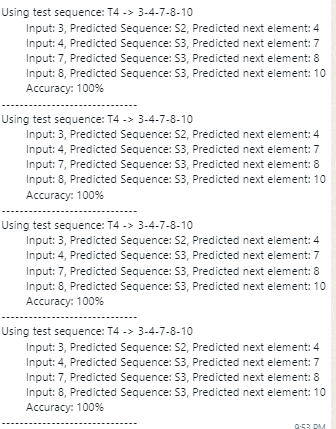 Using test sequence: T4 -> 3-4-7-8-10
Input: 3, Predicted Sequence: S2, Predicted next element: 4
Input: 4, Predicted Sequence: S3, Predicted next element: 7
Input: 7, Predicted Sequence: S3, Predicted next element: 8
Input: 8, Predicted Sequence: S3, Predicted next element: 10
Accuracy: 100%
------------------------------
Using test sequence: T4 -> 3-4-7-8-10
Input: 3, Predicted Sequence: S2, Predicted next element: 4
Input: 4, Predicted Sequence: S3, Predicted next element: 7
Input: 7, Predicted Sequence: S3, Predicted next element: 8
Input: 8, Predicted Sequence: S3, Predicted next element: 10
Accuracy: 100%
------------------------------
Using test sequence: T4 -> 3-4-7-8-10
Input: 3, Predicted Sequence: S2, Predicted next element: 4
Input: 4, Predicted Sequence: S3, Predicted next element: 7
Input: 7, Predicted Sequence: S3, Predicted next element: 8
Input: 8, Predicted Sequence: S3, Predicted next element: 10
Accuracy: 100%
------------------------------
Using test sequence: T4 -> 3-4-7-8-10
Input: 3, Predicted Sequence: S2, Predicted next element: 4
Input: 4, Predicted Sequence: S3, Predicted next element: 7
Input: 7, Predicted Sequence: S3, Predicted next element: 8
Input: 8, Predicted Sequence: S3, Predicted next element: 10
Accuracy: 100%
------------------------------
9:53 PM